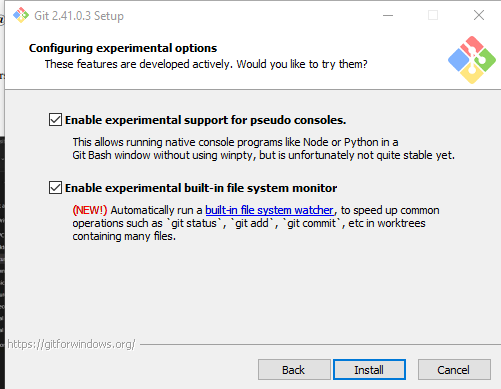 Git 2.41.0.3 Setup
Configuring experimental options
These features are developed actively. Would you like to try them?
Enable experimental support for pseudo consoles.
This allows running native console programs like Node or Python in a
Git Bash window without using winpty, but is unfortunately not quite stable yet.
Enable experimental built-in file system monitor
(NEW!) Automatically run a built-in file system watcher, to speed up common
operations such as `git status`, `git add`, `git commit`, etc in worktrees
containing many files.
https://gitforwindows.org/
Back
Install
Cancel